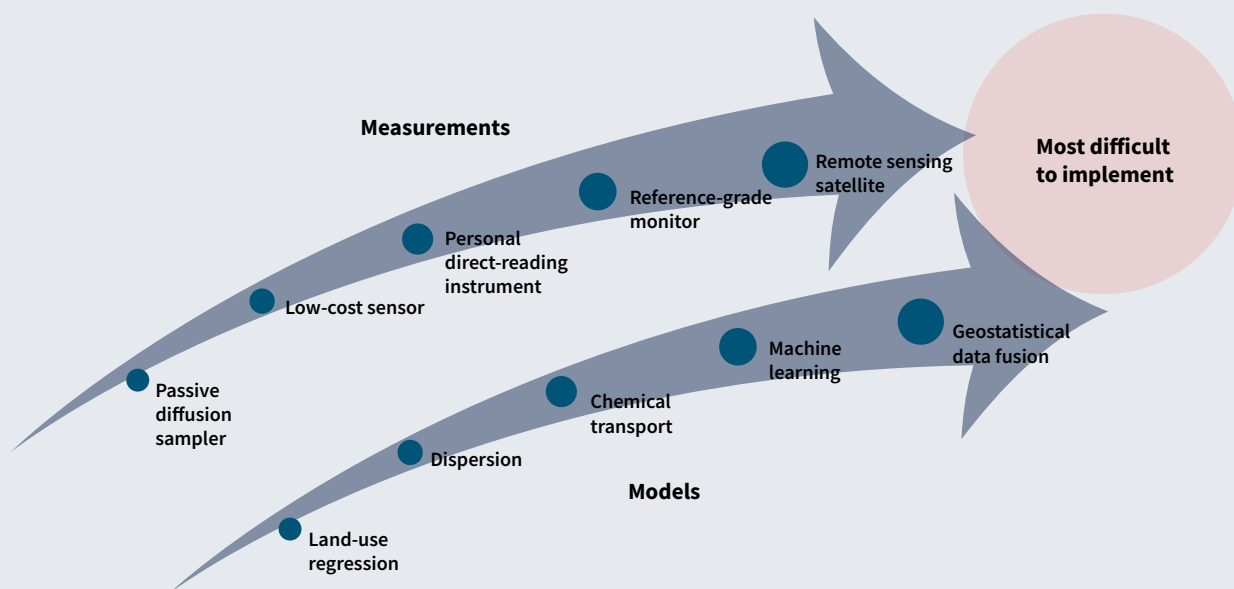 Measurements
Most difficult
to implement
Remote sensing
satellite
Reference-grade
monitor
Personal
direct-reading
instrument
Low-cost sensor
Passive
diffusion
sampler
Geostatistical
data fusion
Machine
learning
Chemical
transport
Dispersion
Models
Land-use
regression